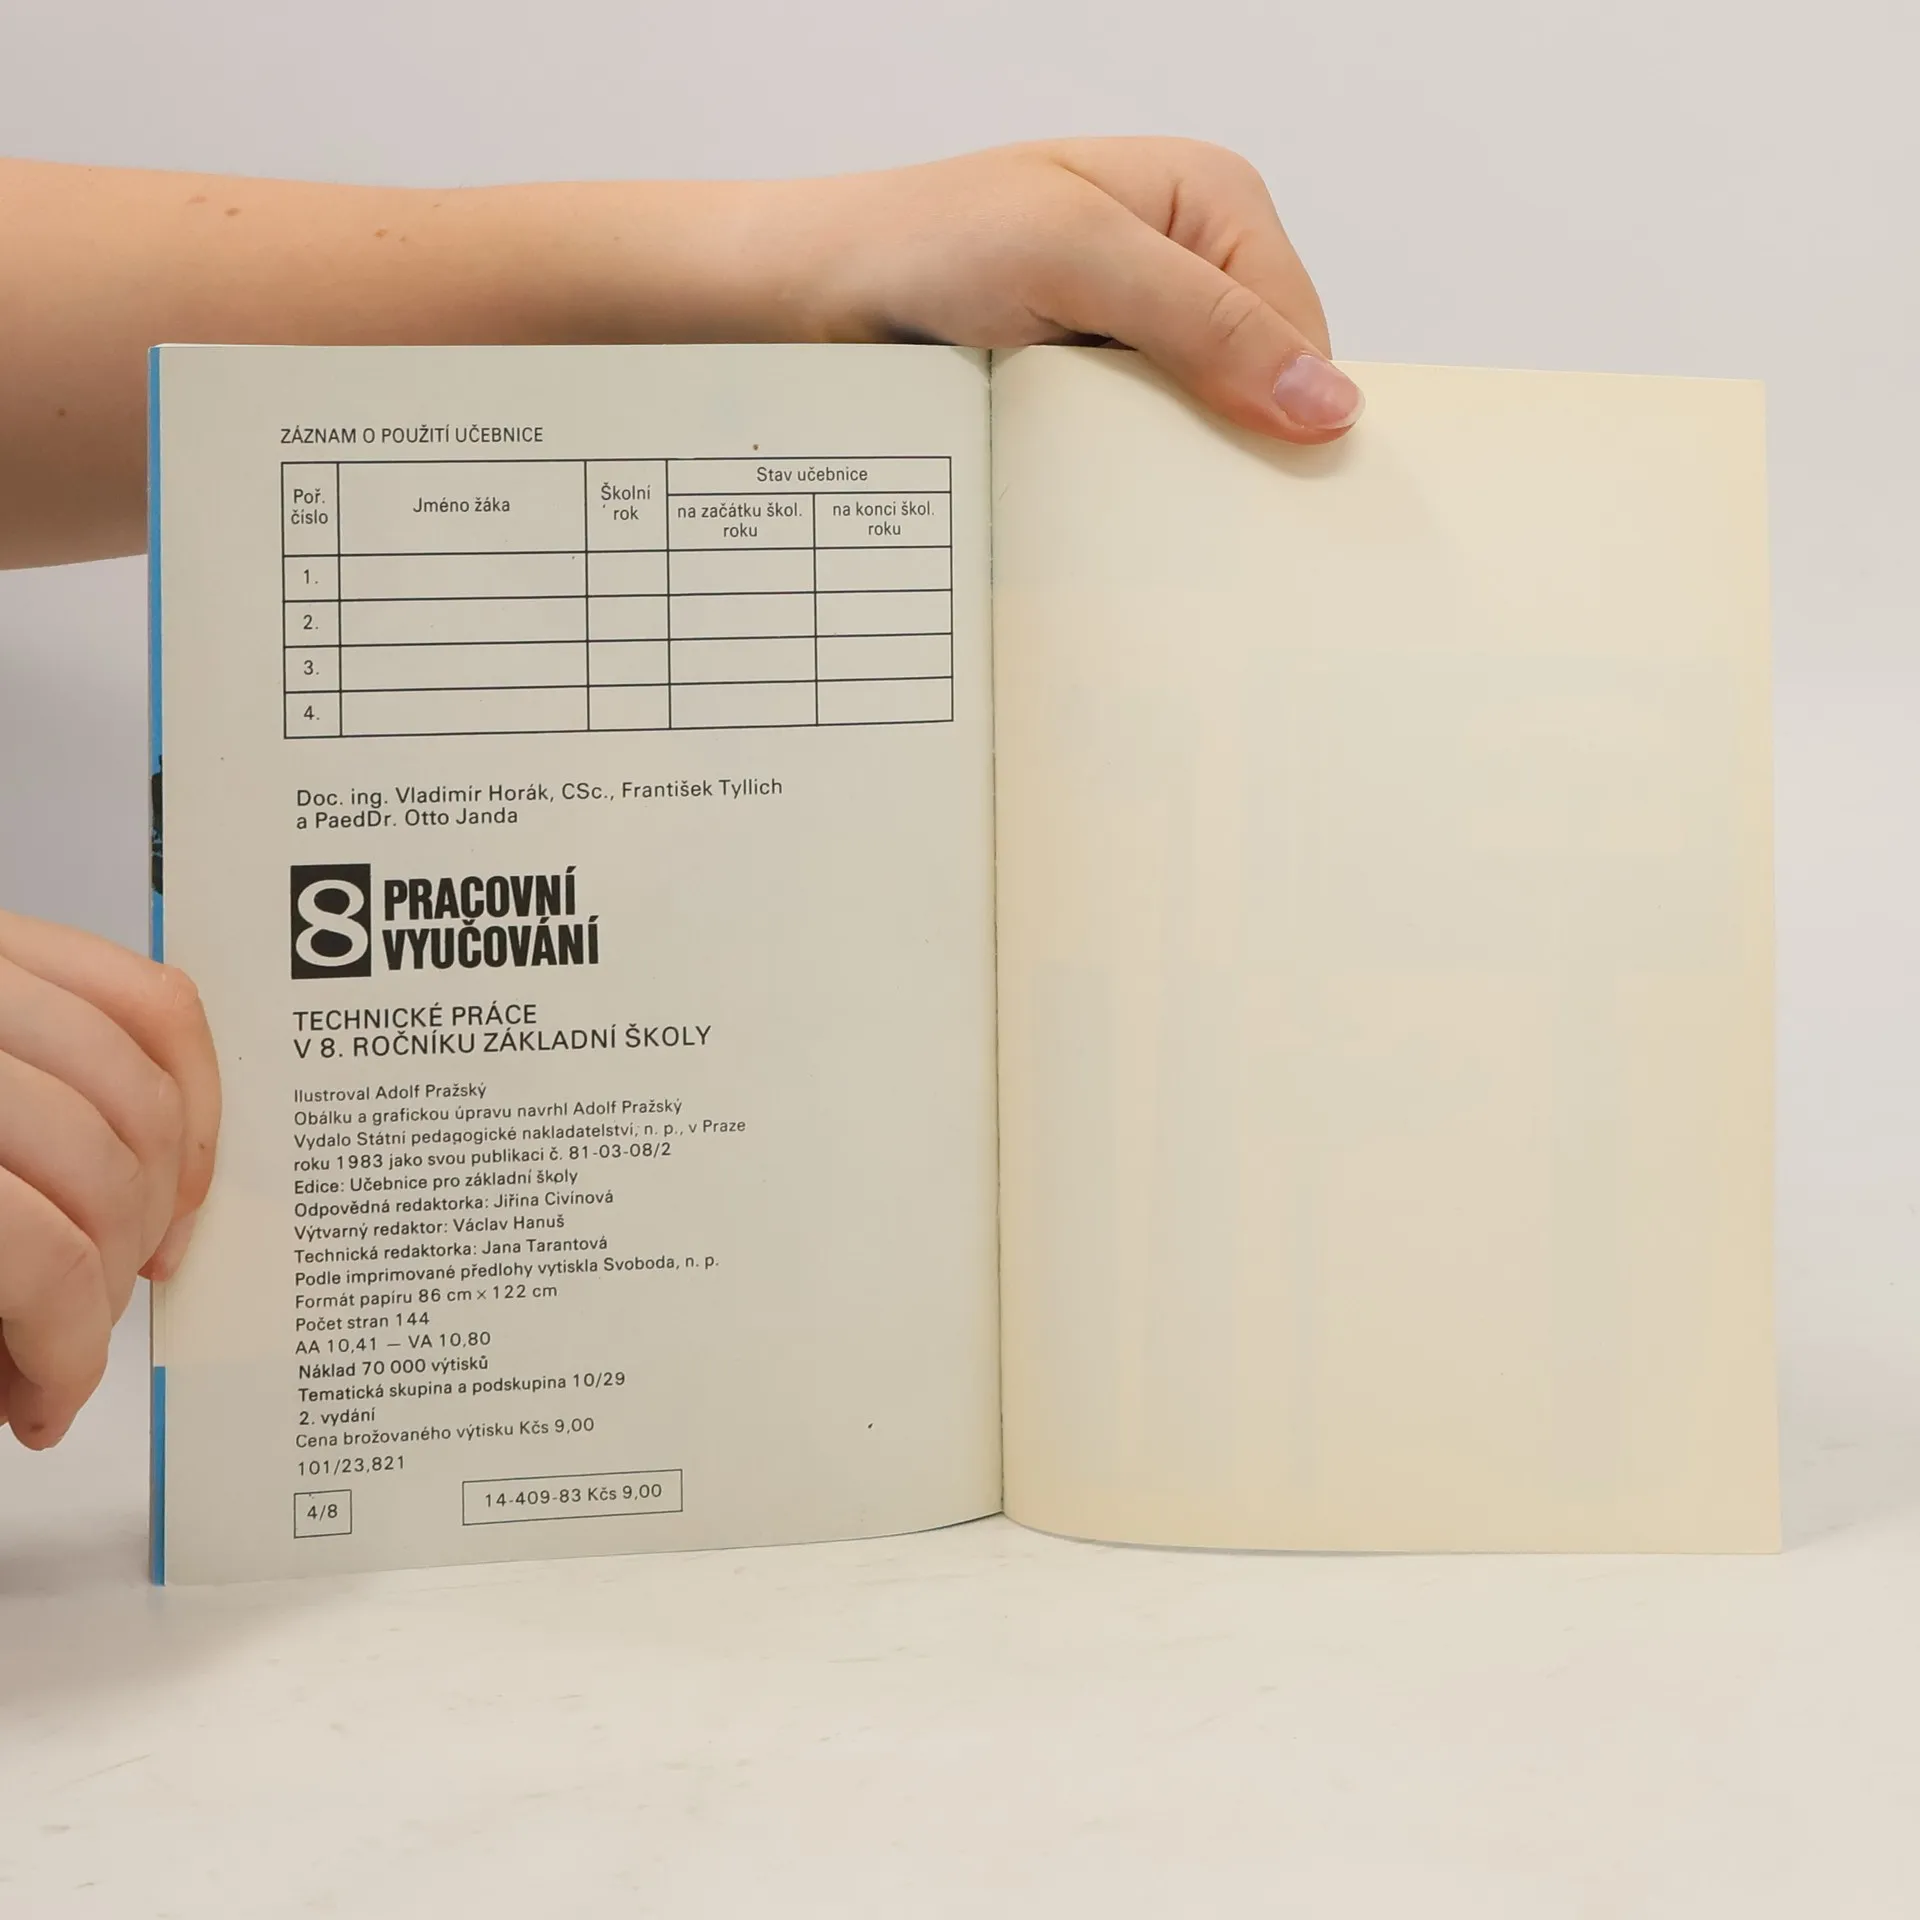 ZÁZNAM O POUŽITÍ UČEBNICE
Poř. číslo
Jméno žáka
Školní rok
Stav učebnice
na začátku škol. roku
na konci škol. roku
1.
2.
3.
4.
Doc. ing. Vladimír Horák, CSc., František Tyllich
a PaedDr. Otto Janda
8 PRACOVNÍ
VYUČOVÁNÍ
TECHNICKÉ PRÁCE
V 8. ROČNÍKU ZÁKLADNÍ ŠKOLY
Ilustroval Adolf Pražský
Obálku a grafickou úpravu navrhl Adolf Pražský
Vydalo Státní pedagogické nakladatelství, n. p., v Praze
roku 1983 jako svou publikaci č. 81-03-08/2
Edice: Učebnice pro základní školy
Odpovědná redaktorka: Jiřina Civínová
Výtvarný redaktor: Václav Hanuš
Technická redaktorka: Jana Tarantová
Podle imprimované předlohy vytiskla Svoboda, n. p.
Formát papíru 86 cm × 122 cm
Počet stran 144
AA 10,41 — VA 10,80
Náklad 70 000 výtisků
Tematická skupina a podskupina 10/29
2. vydání
Cena brožovaného výtisku Kčs 9,00
101/23,821
4/8
14-409-83 Kčs 9,00